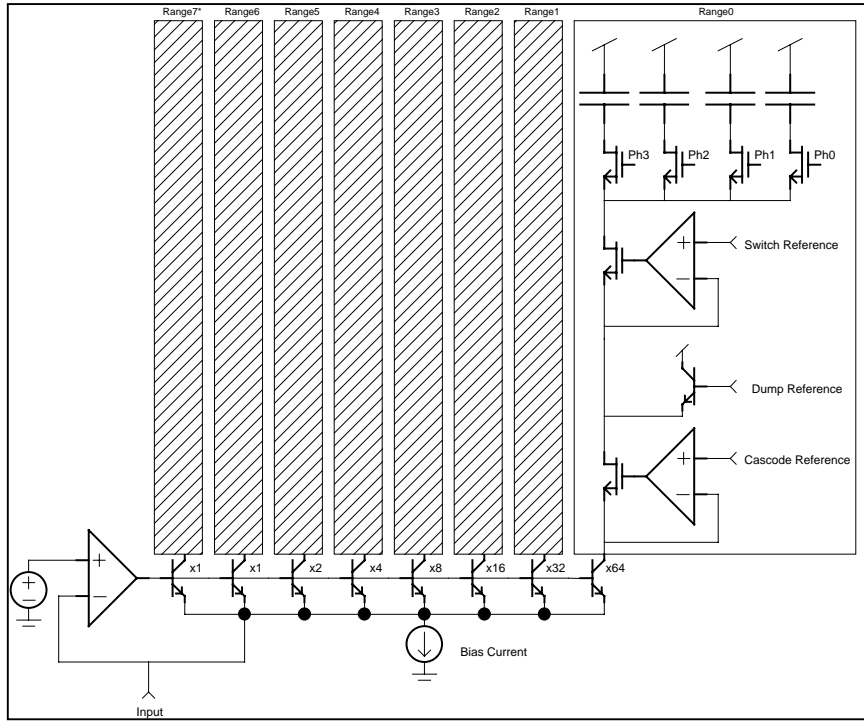 Range7* Range6 Range5 Range4 Range3 Range2 Range1 Range0
Ph3 Ph2 Ph1 Ph0
+ Switch Reference
−
Dump Reference
+ Cascode Reference
−
x1 x1 x2 x4 x8 x16 x32 x64
+
+
−
−
Bias Current
Input